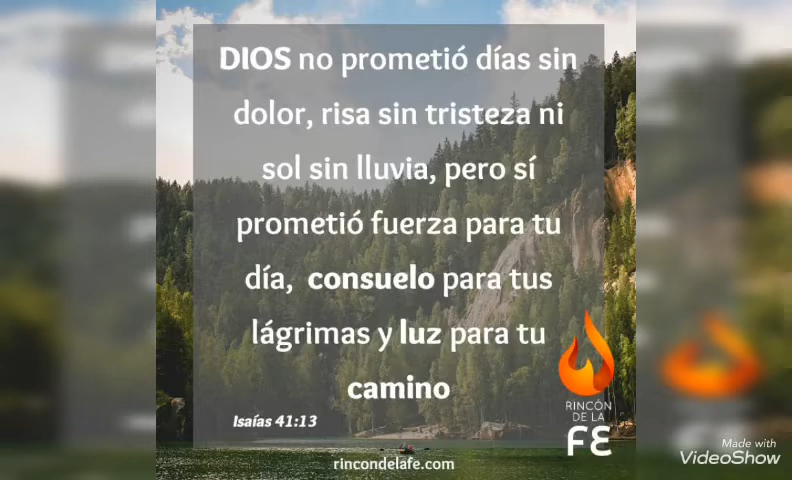 DIOS no prometió días sin
dolor, risa sin tristeza ni
sol sin lluvia, pero sí
prometió fuerza para tu
día, consuelo para tus
lágrimas y luz para tu
camino
Isaías 41:13
RINCÓN
DE LA
FE
rincondelafe.com
Made with
VideoShow